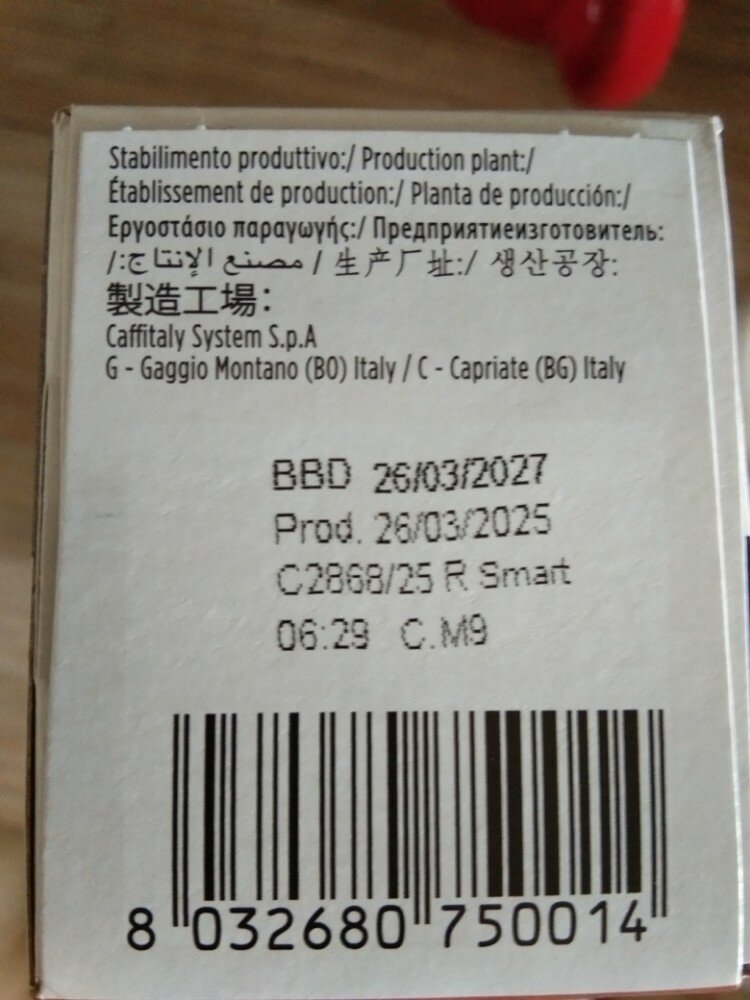 Stabilimento produttivo:/ Production plant:/
Établissement de production:/ Planta de producción:/
Εργοστάσιο παραγωγής:/ Предприятиеизготовитель:
مصنع الإنتاج:/ / 生产厂址:/ 생산공장:
製造工場：
Caffitaly System S.p.A
G - Gaggio Montano (BO) Italy / C - Capriate (BG) Italy
BBD 26/03/2027
Prod. 26/03/2025
C2868/25 R Smart
06:29 C.M9
8 032680 750014